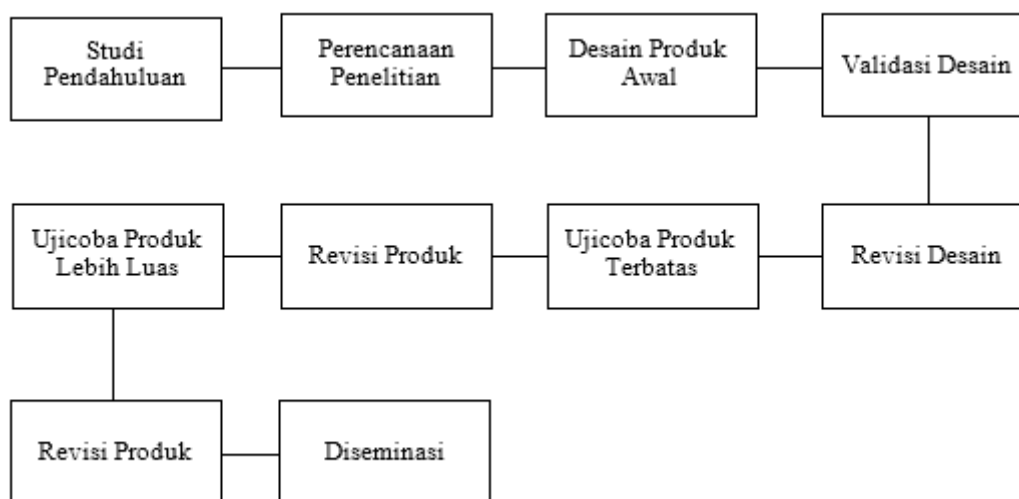 Studi
Pendahuluan
Perencanaan
Penelitian
Desain Produk
Awal
Validasi Desain
Revisi Desain
Ujicoba Produk
Terbatas
Revisi Produk
Ujicoba Produk
Lebih Luas
Revisi Produk
Diseminasi